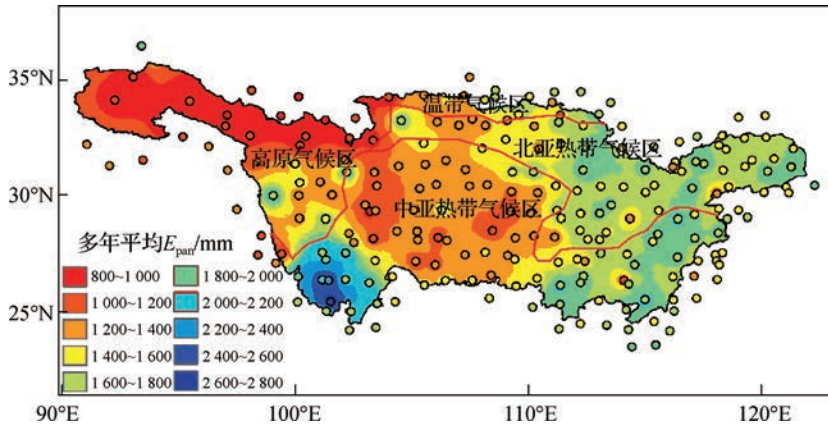 35°N
30°N
25°N
温带气候区
北亚热带气候区
高原气候区
中亚热带气候区
多年平均Epan/mm
800~1 000
1 800~2 000
1 000~1 200
2 000~2 200
1 200~1 400
2 200~2 400
1 400~1 600
2 400~2 600
1 600~1 800
2 600~2 800
90°E
100°E
110°E
120°E